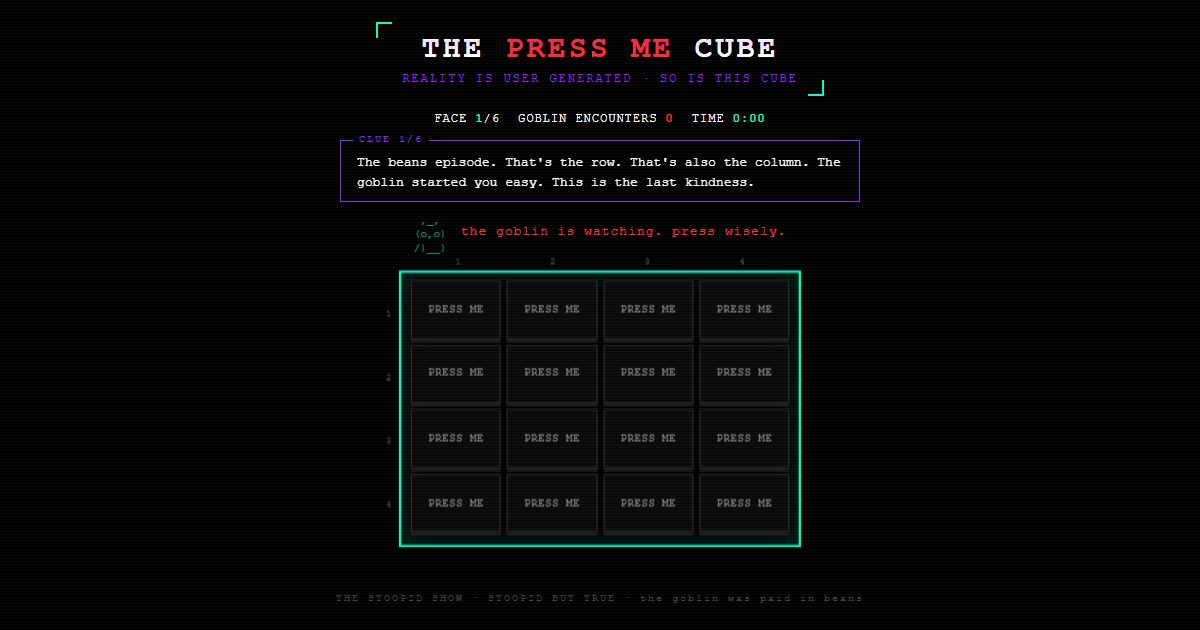 THE PRESS ME CUBE
REALITY IS USER GENERATED · SO IS THIS CUBE
FACE 1/6 GOBLIN ENCOUNTERS 0 TIME 0:00
CLUE 1/6
The beans episode. That's the row. That's also the column. The
goblin started you easy. This is the last kindness.
(o,o)
/)__)
the goblin is watching. press wisely.
1 2 3 4
1 PRESS ME PRESS ME PRESS ME PRESS ME
2 PRESS ME PRESS ME PRESS ME PRESS ME
3 PRESS ME PRESS ME PRESS ME PRESS ME
4 PRESS ME PRESS ME PRESS ME PRESS ME
THE STOOPID SHOW · STOOPID BUT TRUE · the goblin was paid in beans